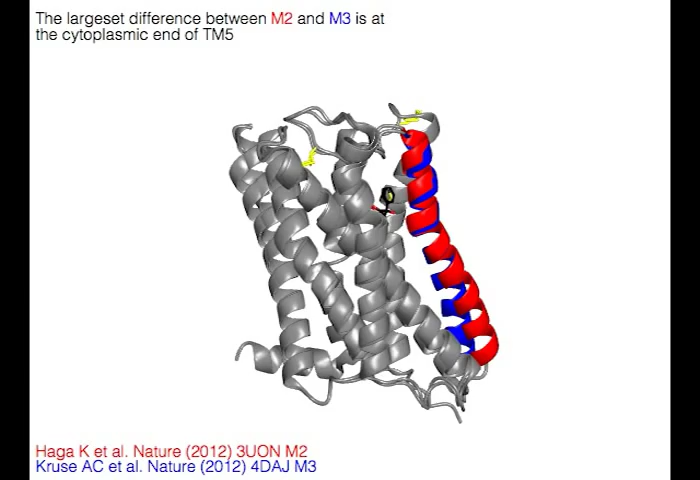 The largeset difference between M2 and M3 is at
the cytoplasmic end of TM5
Haga K et al. Nature (2012) 3UON M2
Kruse AC et al. Nature (2012) 4DAJ M3